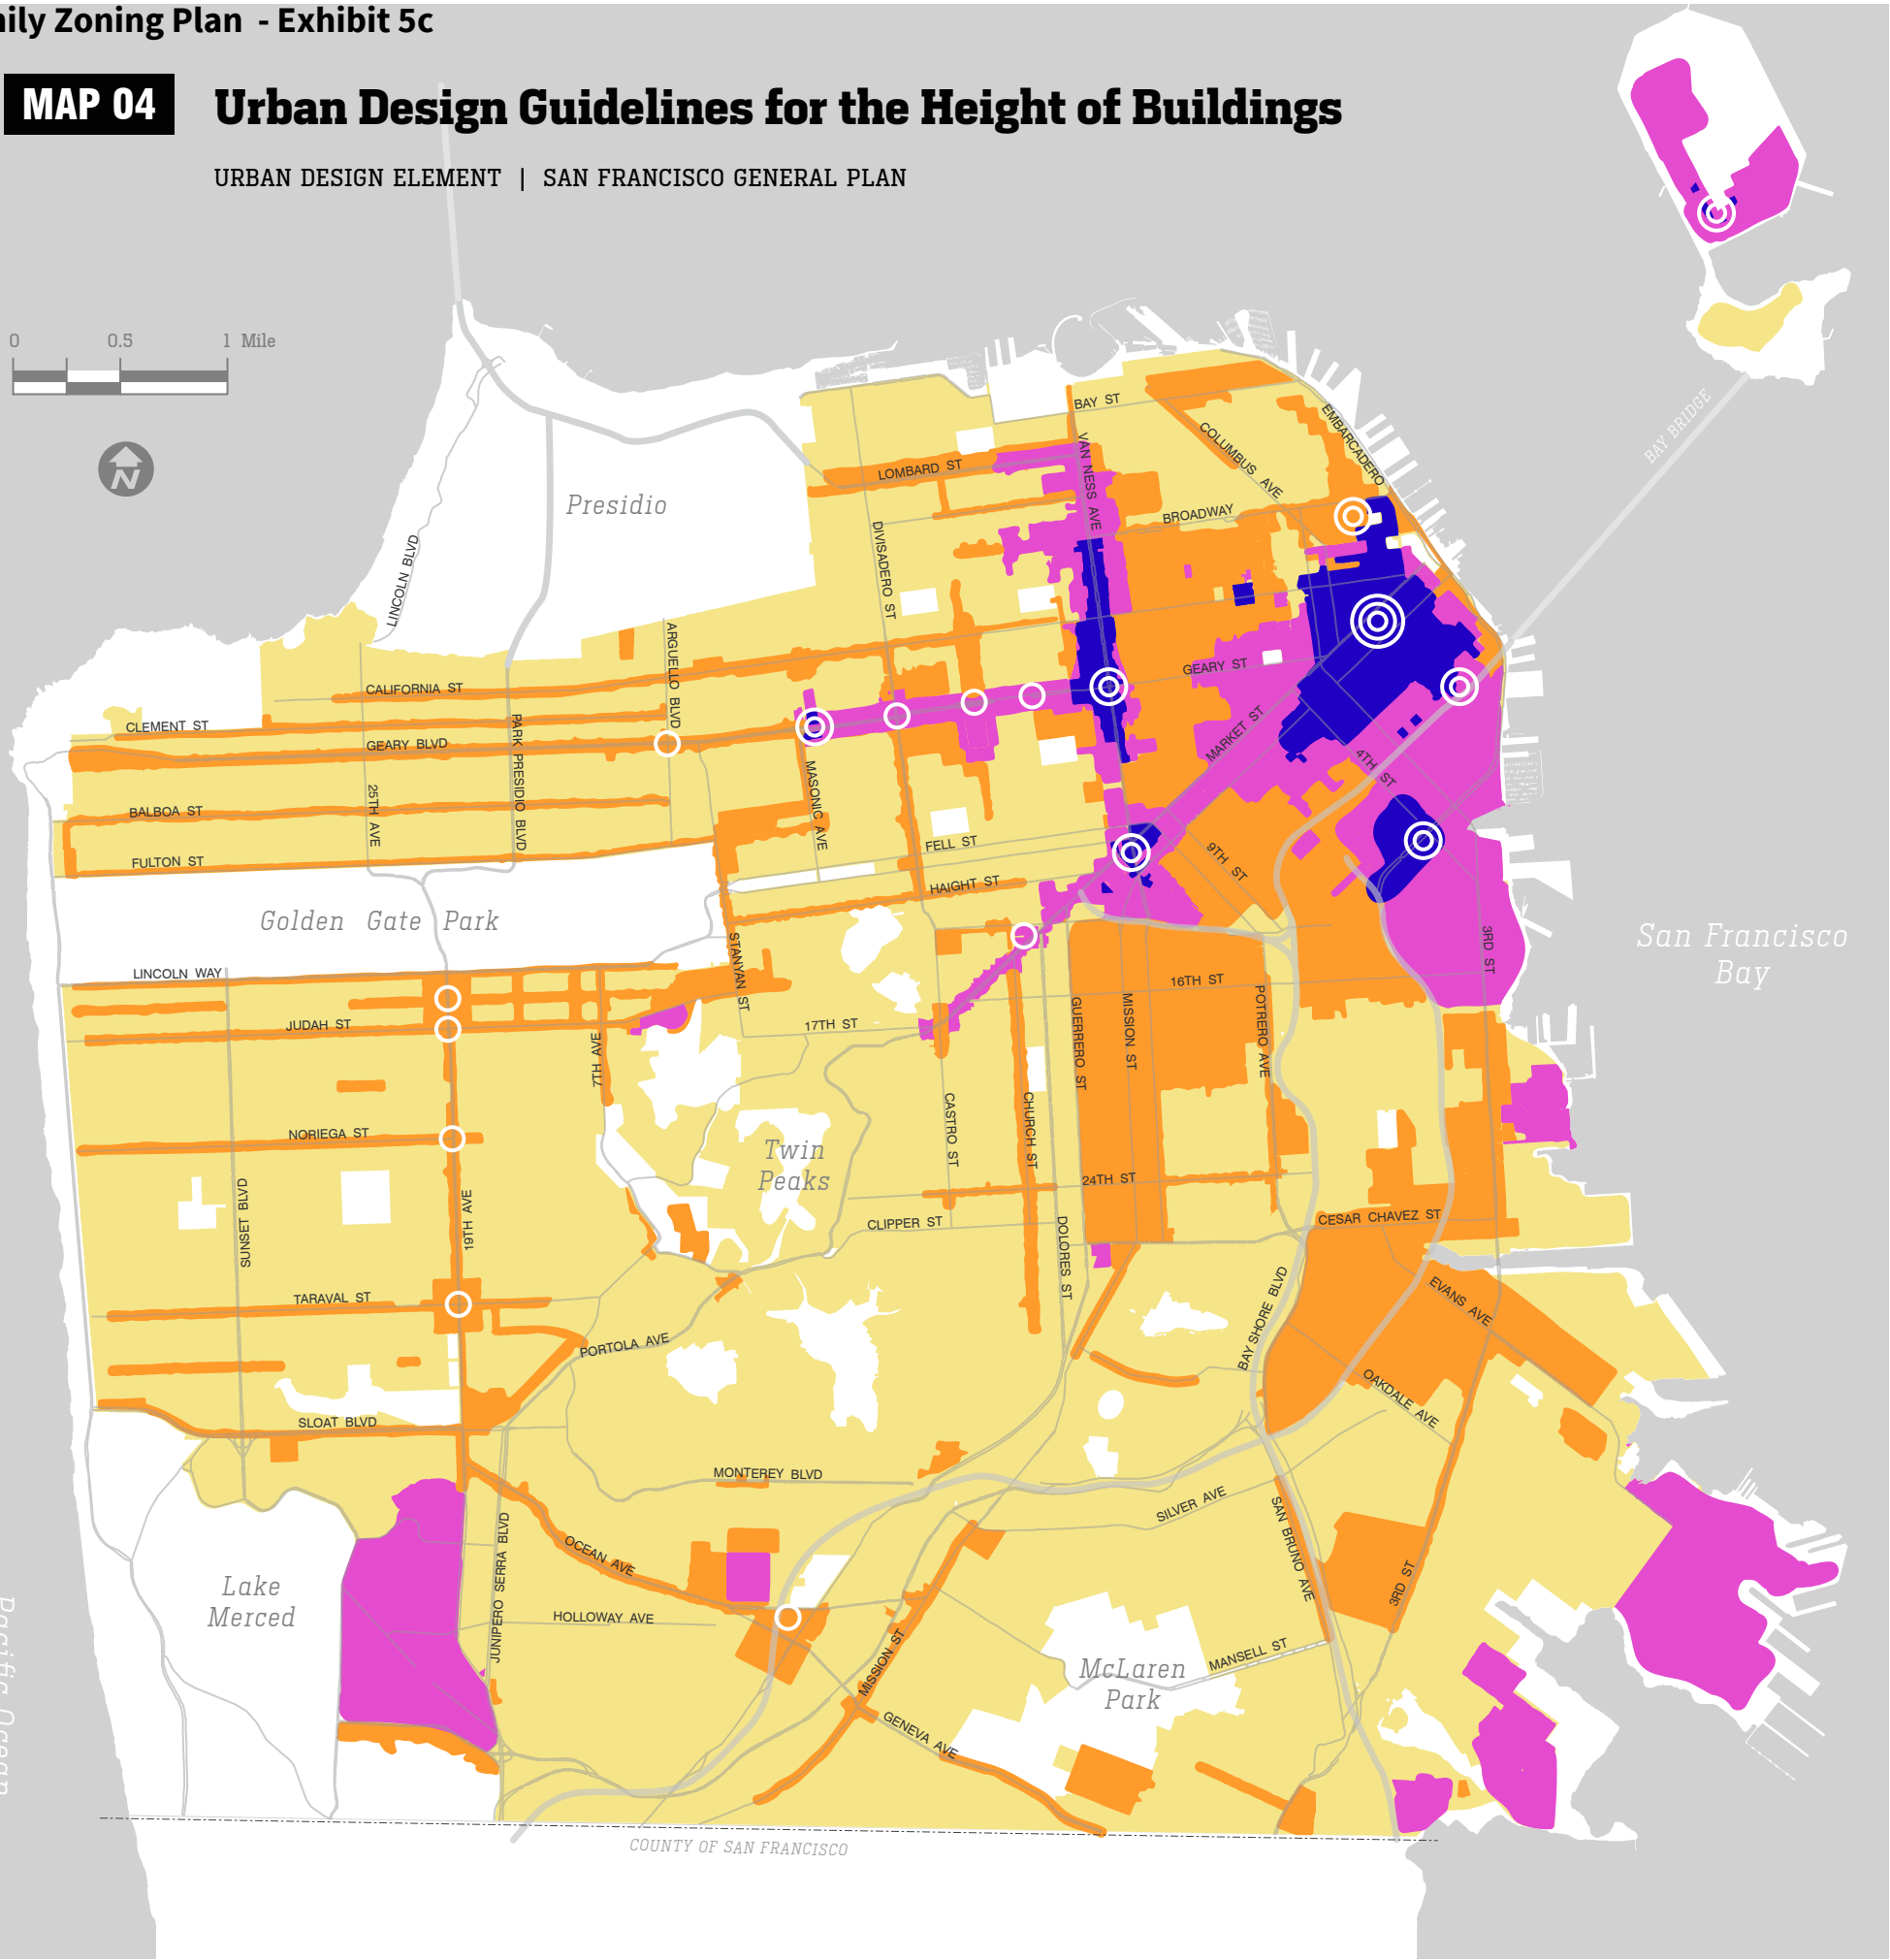 ily Zoning Plan - Exhibit 5c
MAP 04
Urban Design Guidelines for the Height of Buildings
URBAN DESIGN ELEMENT | SAN FRANCISCO GENERAL PLAN
0 0.5 1 Mile
N
BAY BRIDGE
BAY ST
EMBARCADERO
COLUMBUS AVE
VAN NESS AVE
LOMBARD ST
Presidio
BROADWAY
DIVISADERO ST
LINCOLN BLVD
ARGUELLO BLVD
GEARY ST
CALIFORNIA ST
CLEMENT ST
PARK PRESIDIO BLVD
GEARY BLVD
MARKET ST
4TH ST
MASONIC AVE
25TH AVE
BALBOA ST
FELL ST
9TH ST
FULTON ST
HAIGHT ST
Golden Gate Park
STANYAN ST
3RD ST
San Francisco
Bay
LINCOLN WAY
16TH ST
POTRERO AVE
GUERRERO ST
MISSION ST
JUDAH ST
17TH ST
7TH AVE
CASTRO ST
CHURCH ST
NORIEGA ST
Twin
Peaks
24TH ST
SUNSET BLVD
19TH AVE
CLIPPER ST
DOLORES ST
CESAR CHAVEZ ST
TARAVAL ST
EVANS AVE
BAY SHORE BLVD
PORTOLA AVE
OAKDALE AVE
SLOAT BLVD
MONTEREY BLVD
SILVER AVE
SAN BRUNO AVE
OCEAN AVE
JUNIPERO SERRA BLVD
3RD ST
Lake
Merced
HOLLOWAY AVE
MISSION ST
MANSELL ST
McLaren
Park
GENEVA AVE
Pacific Ocean
COUNTY OF SAN FRANCISCO